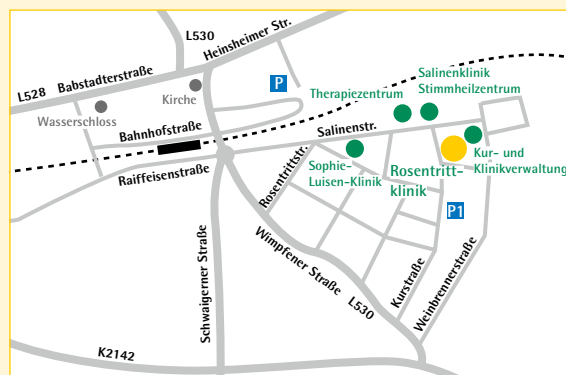 L530
Heinsheimer Str.
L528
Babstadterstraße
P
Kirche
Wasserschloss
Bahnhofstraße
Raiffeisenstraße
Therapiezentrum
Salinenklinik
Stimmheilzentrum
Salinenstr.
Sophie-
Luisen-Klinik
Rosentrittstr.
Rosentritt-
klinik
Kur- und
Klinikverwaltung
P1
Schwaigerner Straße
Wimpfener Straße
L530
Kurstraße
Weinbrennerstraße
K2142